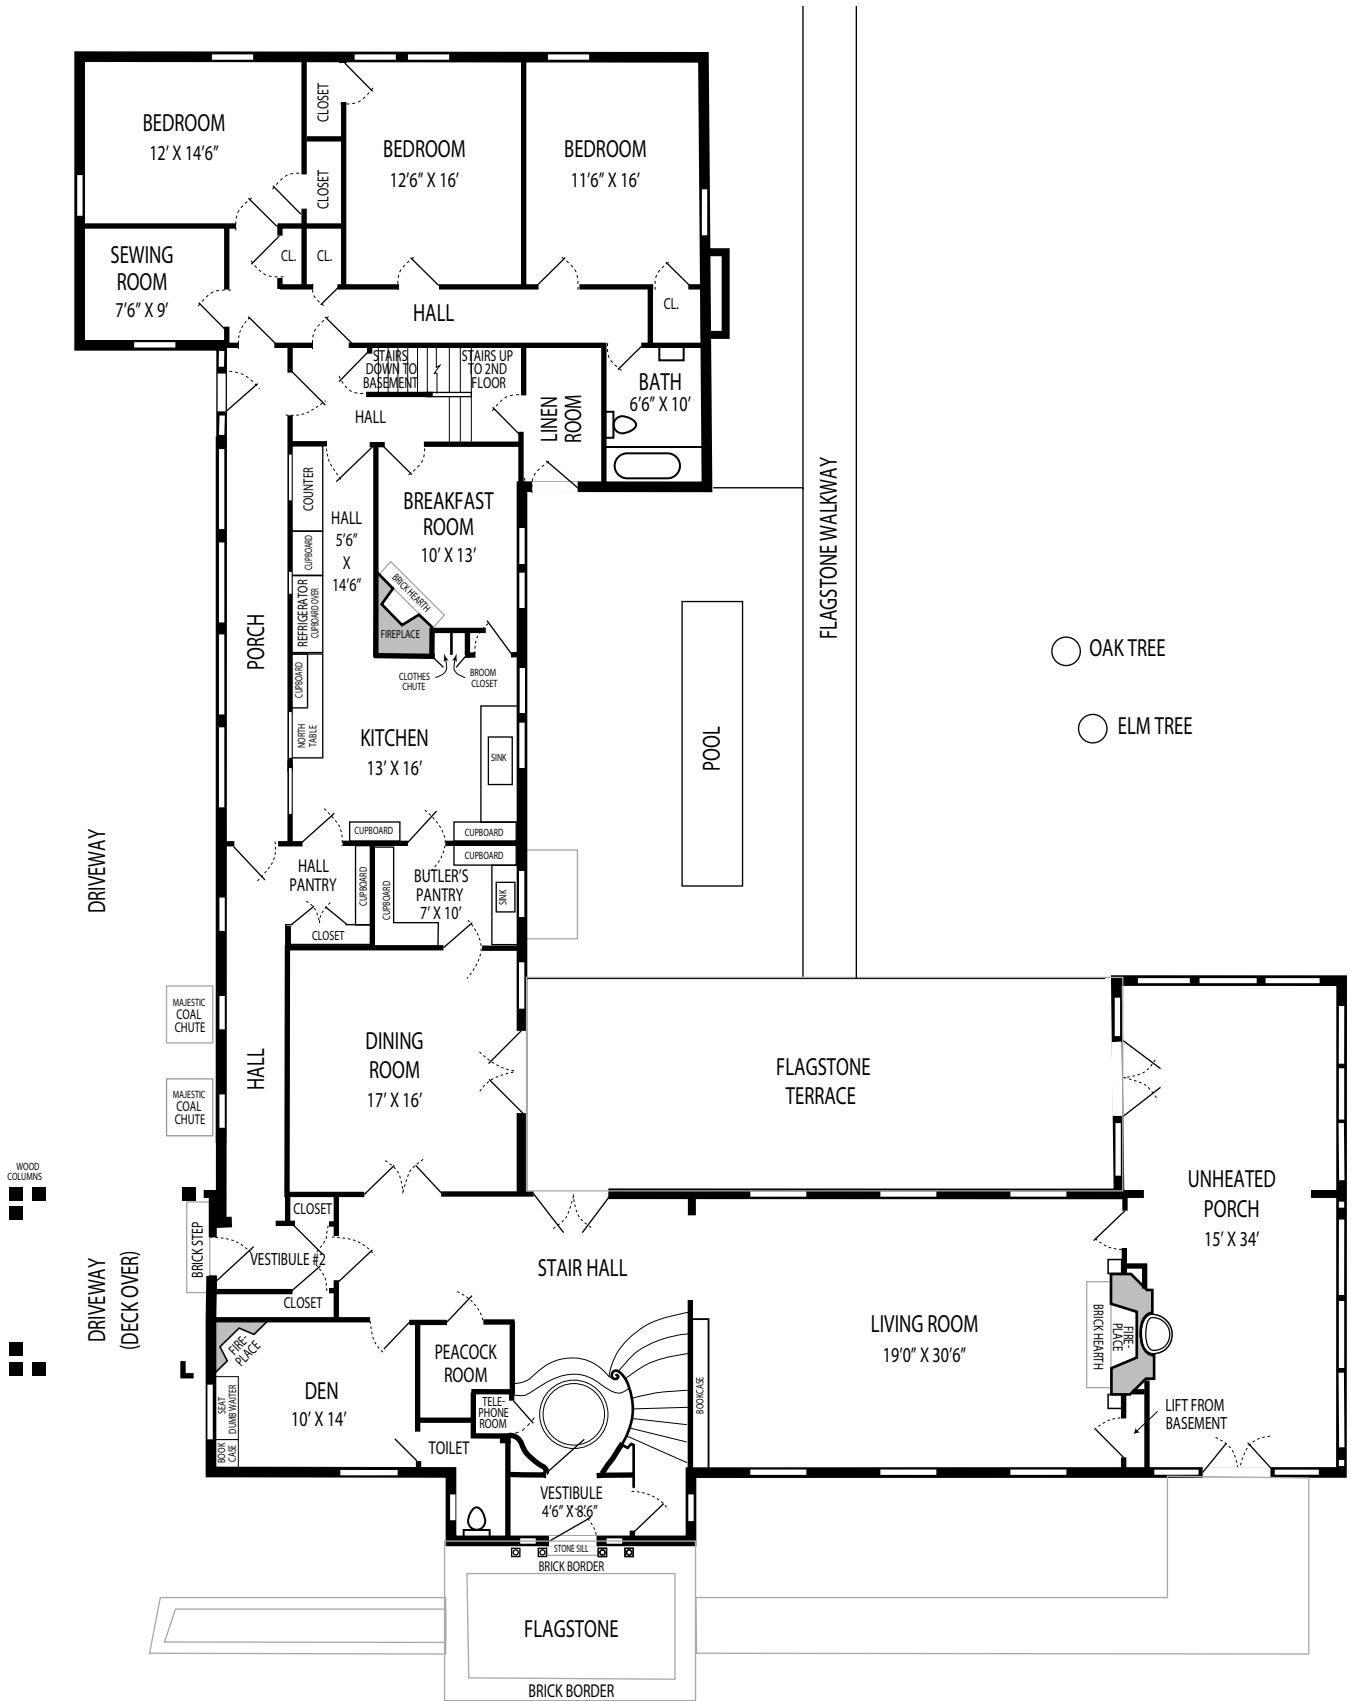 BEDROOM
12’ X 14’6”
CLOSET
CLOSET
BEDROOM
12’6” X 16’
BEDROOM
11’6” X 16’
SEWING
ROOM
7’6” X 9’
CL.
CL.
HALL
CL.
STAIRS
DOWN TO
BASEMENT
STAIRS UP
TO 2ND
FLOOR
BATH
6’6” X 10’
HALL
LINEN
ROOM
COUNTER
CUPBOARD
REFRIGERATOR
CUPBOARD OVER
CUPBOARD
NORTH
TABLE
HALL
5’6”
X
14’6”
BREAKFAST
ROOM
10’ X 13’
BRICK HEARTH
FIREPLACE
CLOTHES
CHUTE
BROOM
CLOSET
PORCH
KITCHEN
13’ X 16’
SINK
CUPBOARD
CUPBOARD
FLAGSTONE WALKWAY
OAK TREE
ELM TREE
POOL
DRIVEWAY
HALL
PANTRY
CUPBOARD
CLOSET
CUPBOARD
CUPBOARD
BUTLER’S
PANTRY
7’ X 10’
SINK
MAJESTIC
COAL
CHUTE
MAJESTIC
COAL
CHUTE
HALL
DINING
ROOM
17’ X 16’
FLAGSTONE
TERRACE
UNHEATED
PORCH
15’ X 34’
WOOD
COLUMNS
BRICK STEP
CLOSET
VESTIBULE #2
CLOSET
DRIVEWAY
(DECK OVER)
STAIR HALL
LIVING ROOM
19’0” X 30’6”
BRICK HEARTH
FIRE-
PLACE
LIFT FROM
BASEMENT
FIRE-
PLACE
DEN
10’ X 14’
SEAT
DUMB WAITER
BOOK
CASE
PEACOCK
ROOM
TELE-
PHONE
ROOM
TOILET
BOOKCASE
VESTIBULE
4’6” X 8’6”
STONE SILL
BRICK BORDER
FLAGSTONE
BRICK BORDER